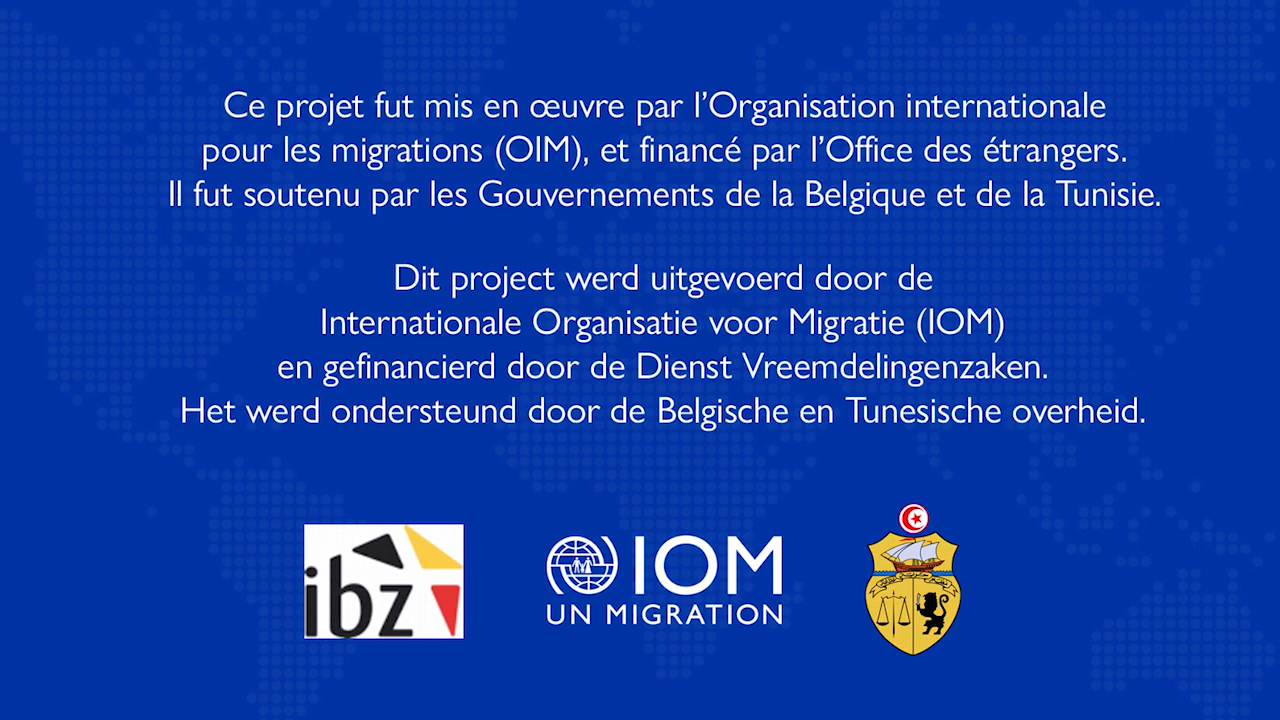 Ce projet fut mis en œuvre par l’Organisation internationale
pour les migrations (OIM), et financé par l’Office des étrangers.
Il fut soutenu par les Gouvernements de la Belgique et de la Tunisie.
Dit project werd uitgevoerd door de
Internationale Organisatie voor Migratie (IOM)
en gefinancierd door de Dienst Vreemdelingenzaken.
Het werd ondersteund door de Belgische en Tunesische overheid.
ibz
IOM
UN MIGRATION